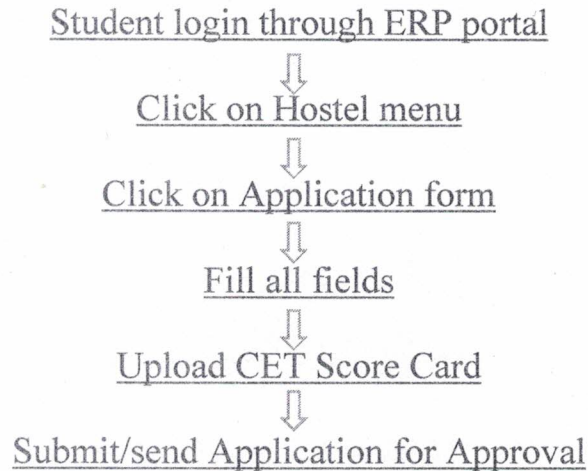 Student login through ERP portal
Click on Hostel menu
Click on Application form
Fill all fields
Upload CET Score Card
Submit/send Application for Approval